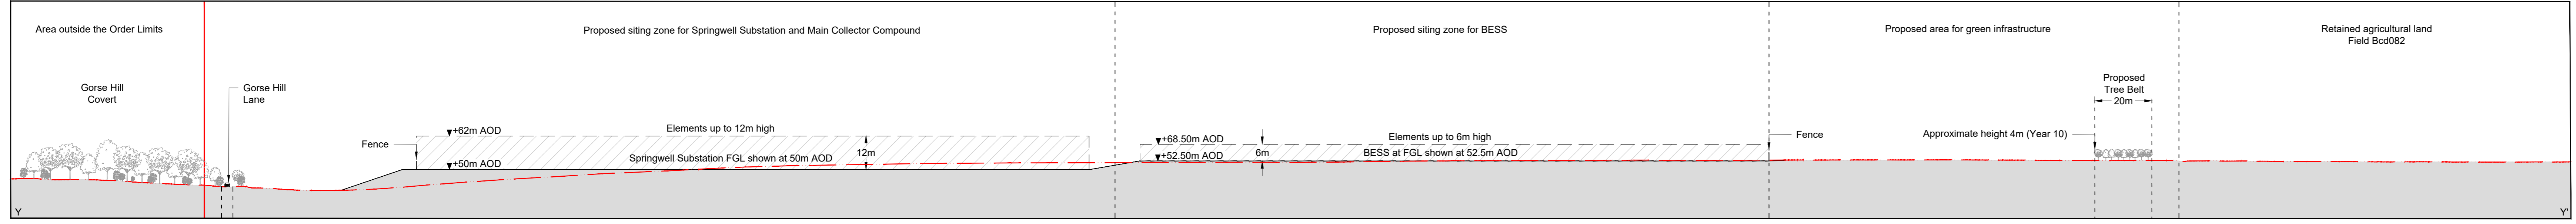 Area outside the Order Limits
Proposed siting zone for Springwell Substation and Main Collector Compound
Proposed siting zone for BESS
Proposed area for green infrastructure
Retained agricultural land
Field Bcd082
Gorse Hill
Covert
Gorse Hill
Lane
Fence
+62m AOD
Elements up to 12m high
12m
+50m AOD
Springwell Substation FGL shown at 50m AOD
+68.50m AOD
Elements up to 6m high
6m
+52.50m AOD
BESS at FGL shown at 52.5m AOD
Fence
Approximate height 4m (Year 10)
Proposed
Tree Belt
20m
Y
Y'